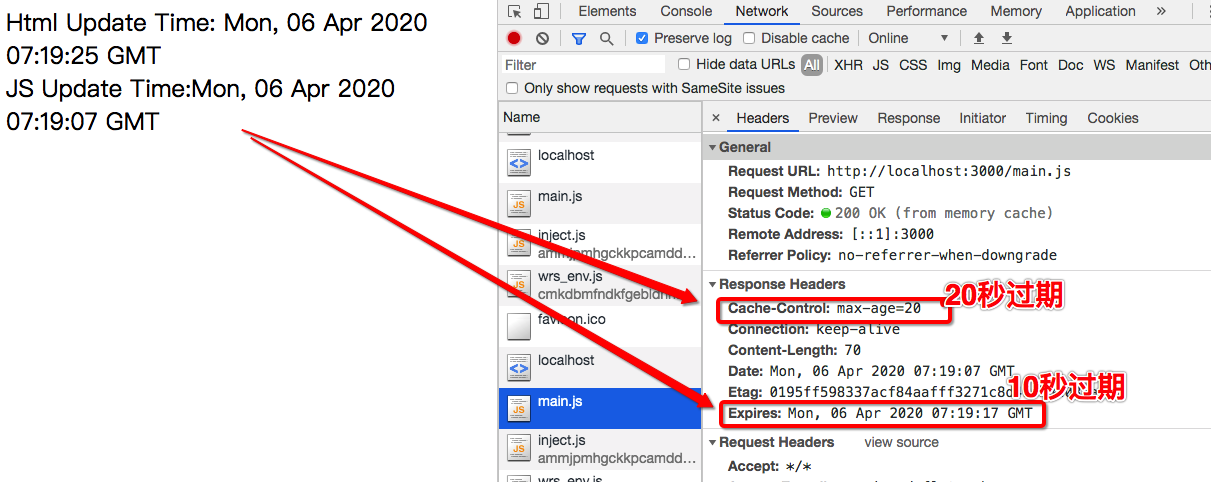 Html Update Time: Mon, 06 Apr 2020
07:19:25 GMT
JS Update Time:Mon, 06 Apr 2020
07:19:07 GMT
Elements Console Network Sources Performance Memory Application »
Preserve log Disable cache Online
Filter Hide data URLs All XHR JS CSS Img Media Font Doc WS Manifest Oth
Only show requests with SameSite issues
Name
localhost
main.js
inject.js
ammjpmhgckkpcamdd...
wrs_env.js
favicon.ico
localhost
main.js
inject.js
ammjpmhgckkpcamdd...
wrs_env.js
× Headers Preview Response Initiator Timing Cookies
General
Request URL: http://localhost:3000/main.js
Request Method: GET
Status Code: 200 OK (from memory cache)
Remote Address: [::1]:3000
Referrer Policy: no-referrer-when-downgrade
Response Headers
20秒过期
Cache-Control: max-age=20
Connection: keep-alive
Content-Length: 70
Date: Mon, 06 Apr 2020 07:19:07 GMT
10秒过期
Etag:
Expires: Mon, 06 Apr 2020 07:19:17 GMT
Request Headers view source
Accept: */*